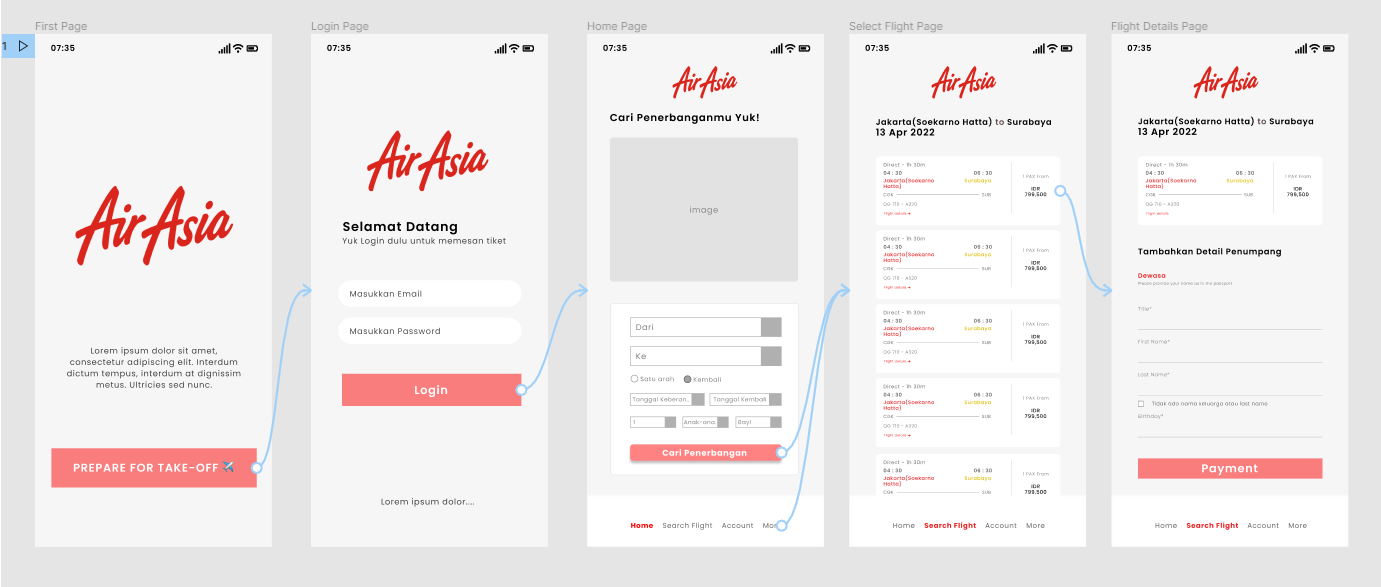 First Page
1
07:35
AirAsia
Lorem ipsum dolor sit amet,
consectetur adipiscing elit. Interdum
dictum tempus, interdum at dignissim
metus. Ultricies sed nunc.
PREPARE FOR TAKE-OFF ✈️
Login Page
07:35
AirAsia
Selamat Datang
Yuk Login dulu untuk memesan tiket
Masukkan Email
Masukkan Password
Login
Lorem ipsum dolor....
Home Page
07:35
AirAsia
Cari Penerbanganmu Yuk!
image
Dari
Ke
Satu arah Kembali
Tanggal Keberan.. Tanggal Kembali
1 Anak-ana. Bayi
Cari Penerbangan
Home Search Flight Account More
Select Flight Page
07:35
AirAsia
Jakarta(Soekarno Hatta) to Surabaya
13 Apr 2022
Direct - 1h 30m
04 : 30 06 : 30
Jakarta(Soekarno Surabaya
Hatta)
CGK SUB
QG 710 - A320
Flight details ➔
1 PAX From
IDR
799,500
Direct - 1h 30m
04 : 30 06 : 30
Jakarta(Soekarno Surabaya
Hatta)
CGK SUB
QG 710 - A320
Flight details ➔
1 PAX From
IDR
799,500
Direct - 1h 30m
04 : 30 06 : 30
Jakarta(Soekarno Surabaya
Hatta)
CGK SUB
QG 710 - A320
Flight details ➔
1 PAX From
IDR
799,500
Direct - 1h 30m
04 : 30 06 : 30
Jakarta(Soekarno Surabaya
Hatta)
CGK SUB
QG 710 - A320
Flight details ➔
1 PAX From
IDR
799,500
Direct - 1h 30m
04 : 30 06 : 30
Jakarta(Soekarno Surabaya
Hatta)
CGK SUB
1 PAX From
IDR
799,500
Home Search Flight Account More
Flight Details Page
07:35
AirAsia
Jakarta(Soekarno Hatta) to Surabaya
13 Apr 2022
Direct - 1h 30m
04 : 30 06 : 30
Jakarta(Soekarno Surabaya
Hatta)
CGK SUB
QG 710 - A320
Flight details
1 PAX From
IDR
799,500
Tambahkan Detail Penumpang
Dewasa
Please provide your name as in the passport
Title*
First Name*
Last Name*
Tidak ada nama keluarga atau last name
Birthday*
Payment
Home Search Flight Account More